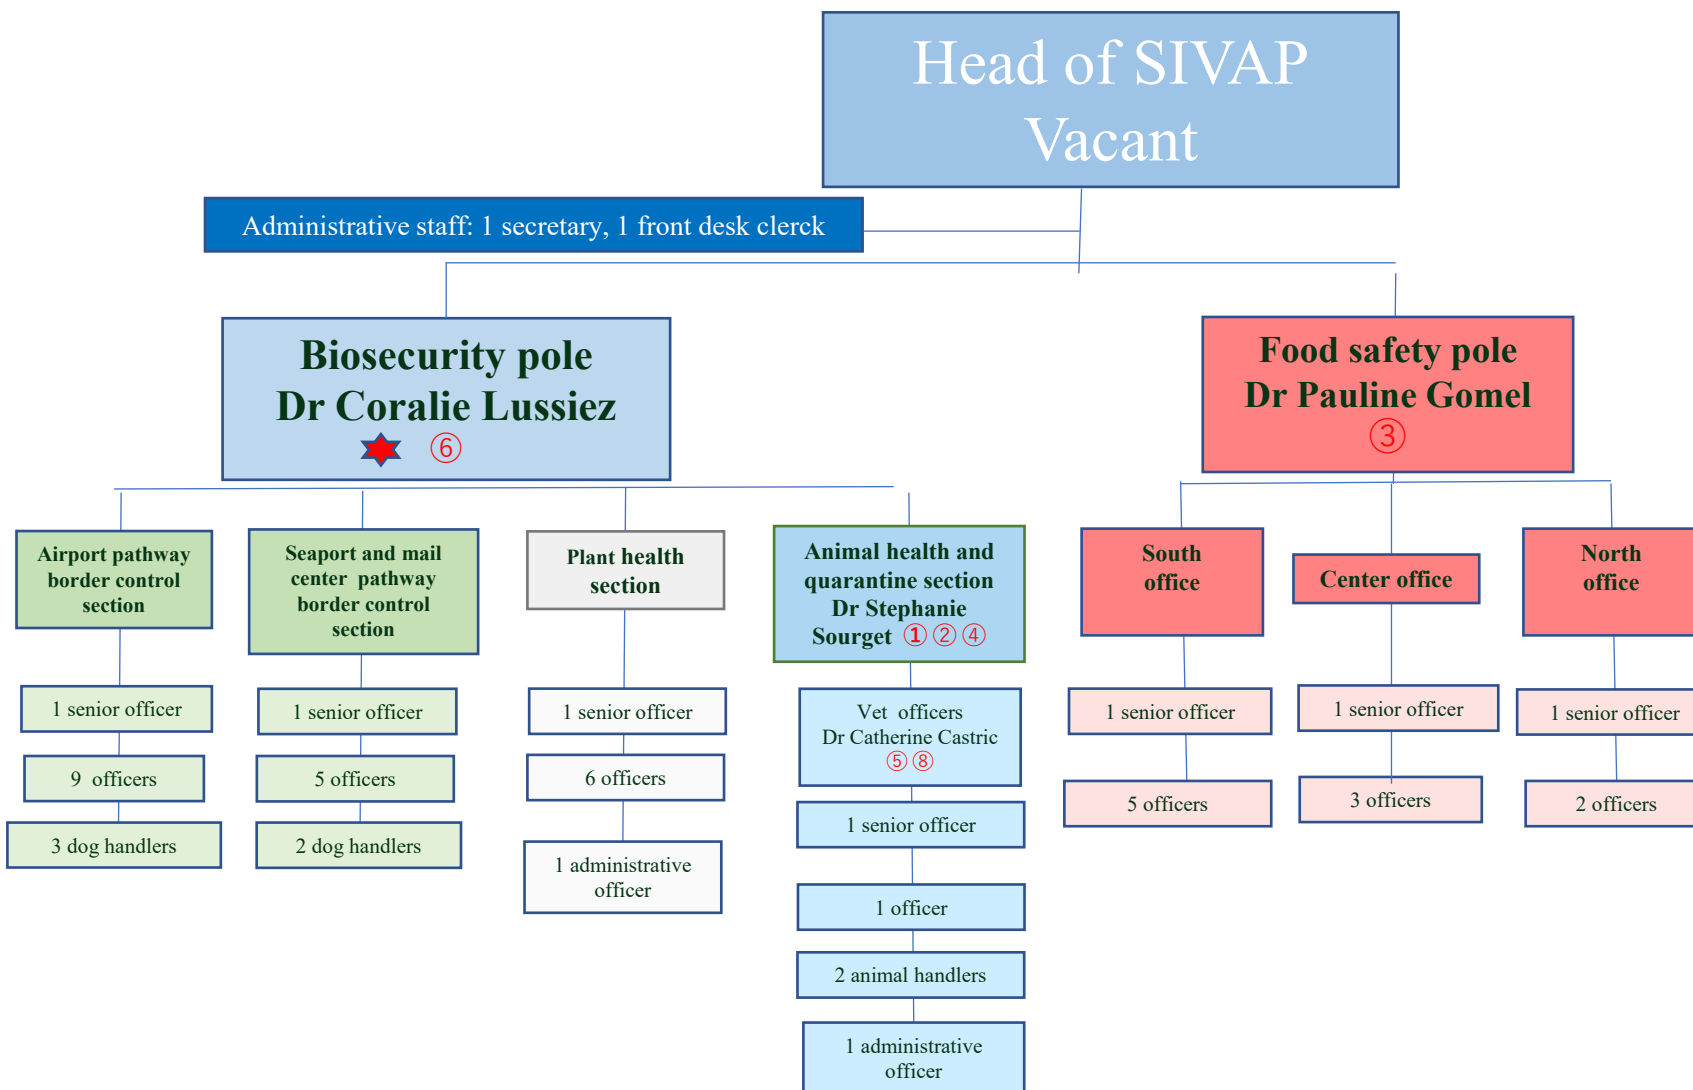 Head of SIVAP
Vacant
Administrative staff: 1 secretary, 1 front desk clerck
Biosecurity pole
Dr Coralie Lussiez
⑥
Food safety pole
Dr Pauline Gomel
③
Airport pathway
border control
section
1 senior officer
9 officers
3 dog handlers
Seaport and mail
center pathway
border control
section
1 senior officer
5 officers
2 dog handlers
Plant health
section
1 senior officer
6 officers
1 administrative
officer
Animal health and
quarantine section
Dr Stephanie
Sourget ① ② ④
Vet officers
Dr Catherine Castric
⑤ ⑧
1 senior officer
1 officer
2 animal handlers
1 administrative
officer
South
office
1 senior officer
5 officers
Center office
1 senior officer
3 officers
North
office
1 senior officer
2 officers